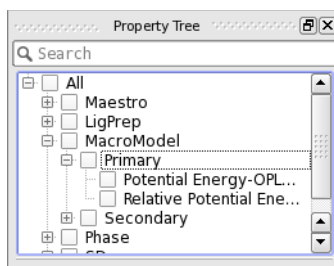 Property Tree
Search
All
Maestro
LigPrep
MacroModel
Primary
Potential Energy-OPL...
Relative Potential Ene...
Secondary
Phase